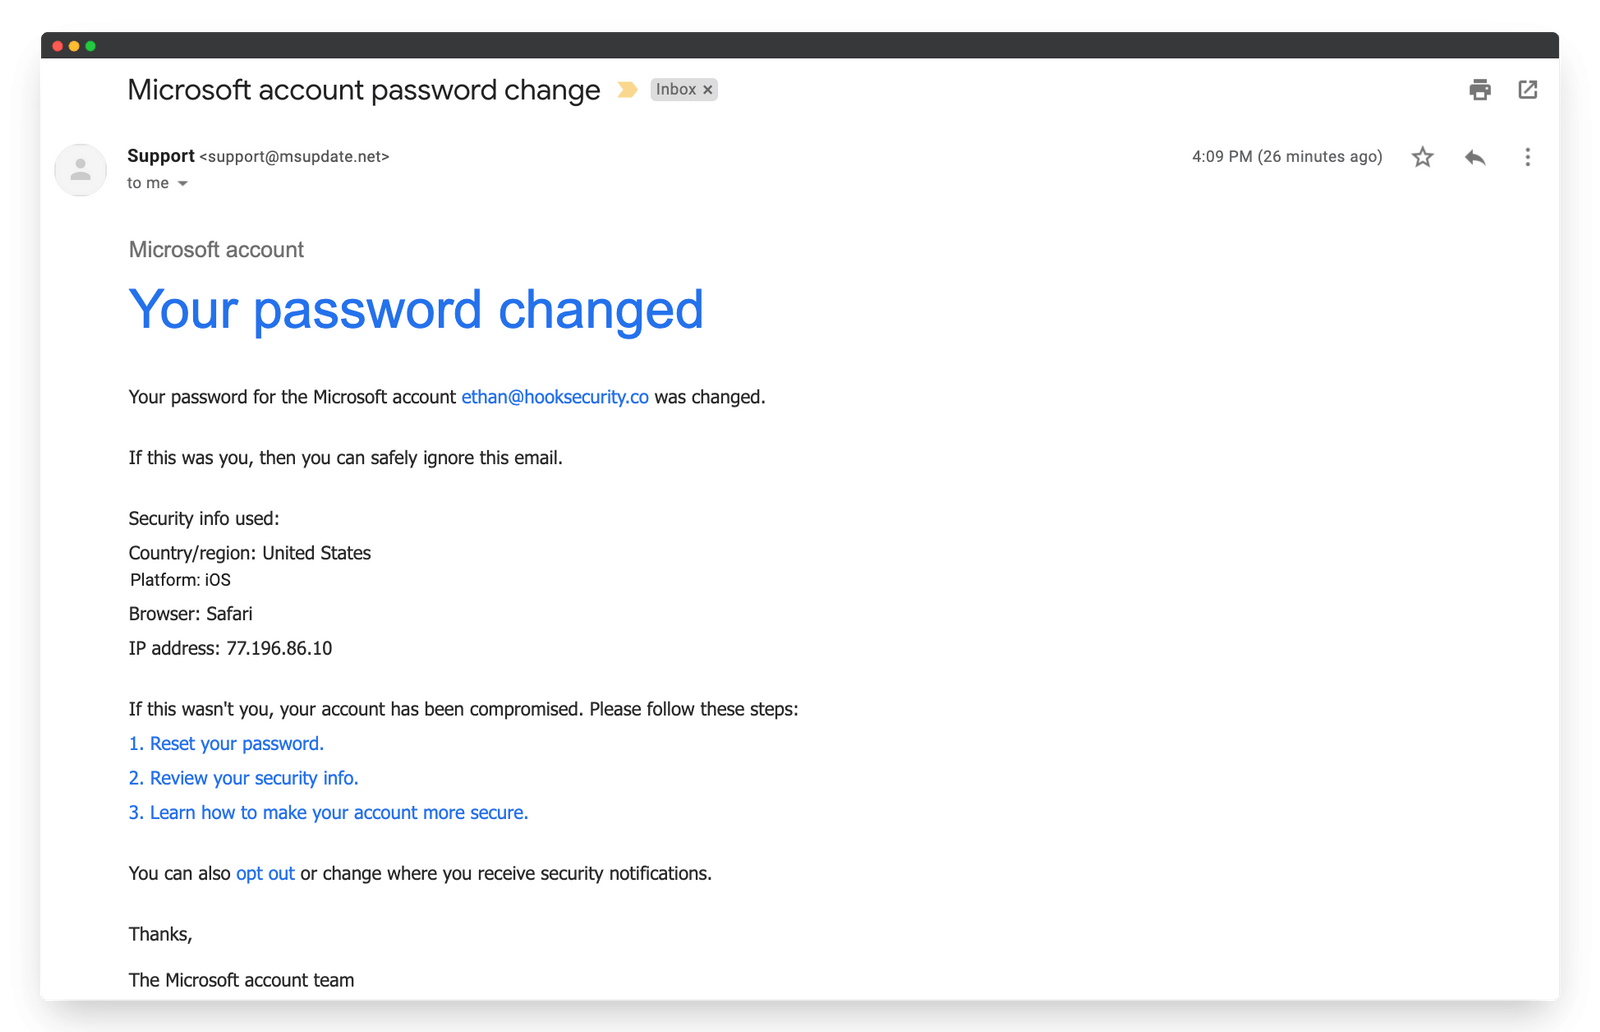 Microsoft account password change Inbox ×
Support <support@msupdate.net> 4:09 PM (26 minutes ago)
to me
Microsoft account
Your password changed
Your password for the Microsoft account ethan@hooksecurity.co was changed.
If this was you, then you can safely ignore this email.
Security info used:
Country/region: United States
Platform: iOS
Browser: Safari
IP address: 77.196.86.10
If this wasn't you, your account has been compromised. Please follow these steps:
1. Reset your password.
2. Review your security info.
3. Learn how to make your account more secure.
You can also opt out or change where you receive security notifications.
Thanks,
The Microsoft account team